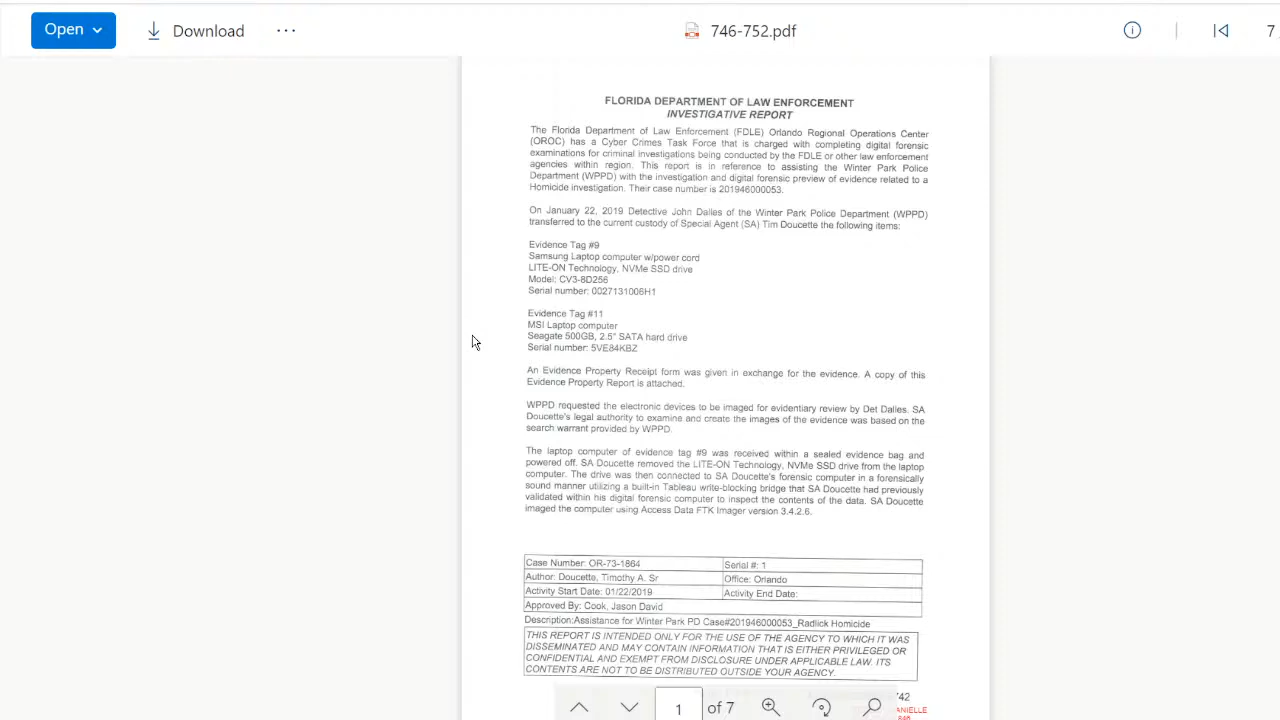 Open
Download
746-752.pdf
7
FLORIDA DEPARTMENT OF LAW ENFORCEMENT
INVESTIGATIVE REPORT
The Florida Department of Law Enforcement (FDLE) Orlando Regional Operations Center
(OROC) has a Cyber Crimes Task Force that is charged with completing digital forensic
examinations for criminal investigations being conducted by the FDLE or other law enforcement
agencies within region. This report is in reference to assisting the Winter Park Police
Department (WPPD) with the investigation and digital forensic preview of evidence related to a
Homicide investigation. Their case number is 201946000053.
On January 22, 2019 Detective John Dalles of the Winter Park Police Department (WPPD)
transferred to the current custody of Special Agent (SA) Tim Doucette the following items:
Evidence Tag #9
Samsung Laptop computer w/power cord
LITE-ON Technology, NVMe SSD drive
Model: CV3-8D256
Serial number: 0027131006H1
Evidence Tag #11
MSI Laptop computer
Seagate 500GB, 2.5" SATA hard drive
Serial number: 5VE84KBZ
An Evidence Property Receipt form was given in exchange for the evidence. A copy of this
Evidence Property Report is attached.
WPPD requested the electronic devices to be imaged for evidentiary review by Det Dalles. SA
Doucette's legal authority to examine and create the images of the evidence was based on the
search warrant provided by WPPD.
The laptop computer of evidence tag #9 was received within a sealed evidence bag and
powered off. SA Doucette removed the LITE-ON Technology, NVMe SSD drive from the laptop
computer. The drive was then connected to SA Doucette's forensic computer in a forensically
sound manner utilizing a built-in Tableau write-blocking bridge that SA Doucette had previously
validated within his digital forensic computer to inspect the contents of the data. SA Doucette
imaged the computer using Access Data FTK Imager version 3.4.2.6.
Case Number: OR-73-1864 Serial #: 1
Author: Doucette, Timothy A. Sr Office: Orlando
Activity Start Date: 01/22/2019 Activity End Date:
Approved By: Cook, Jason David
Description:Assistance for Winter Park PD Case#201946000053_Radlick Homicide
THIS REPORT IS INTENDED ONLY FOR THE USE OF THE AGENCY TO WHICH IT WAS
DISSEMINATED AND MAY CONTAIN INFORMATION THAT IS EITHER PRIVILEGED OR
CONFIDENTIAL AND EXEMPT FROM DISCLOSURE UNDER APPLICABLE LAW. ITS
CONTENTS ARE NOT TO BE DISTRIBUTED OUTSIDE YOUR AGENCY.
42
ANIELLE
1 of 7